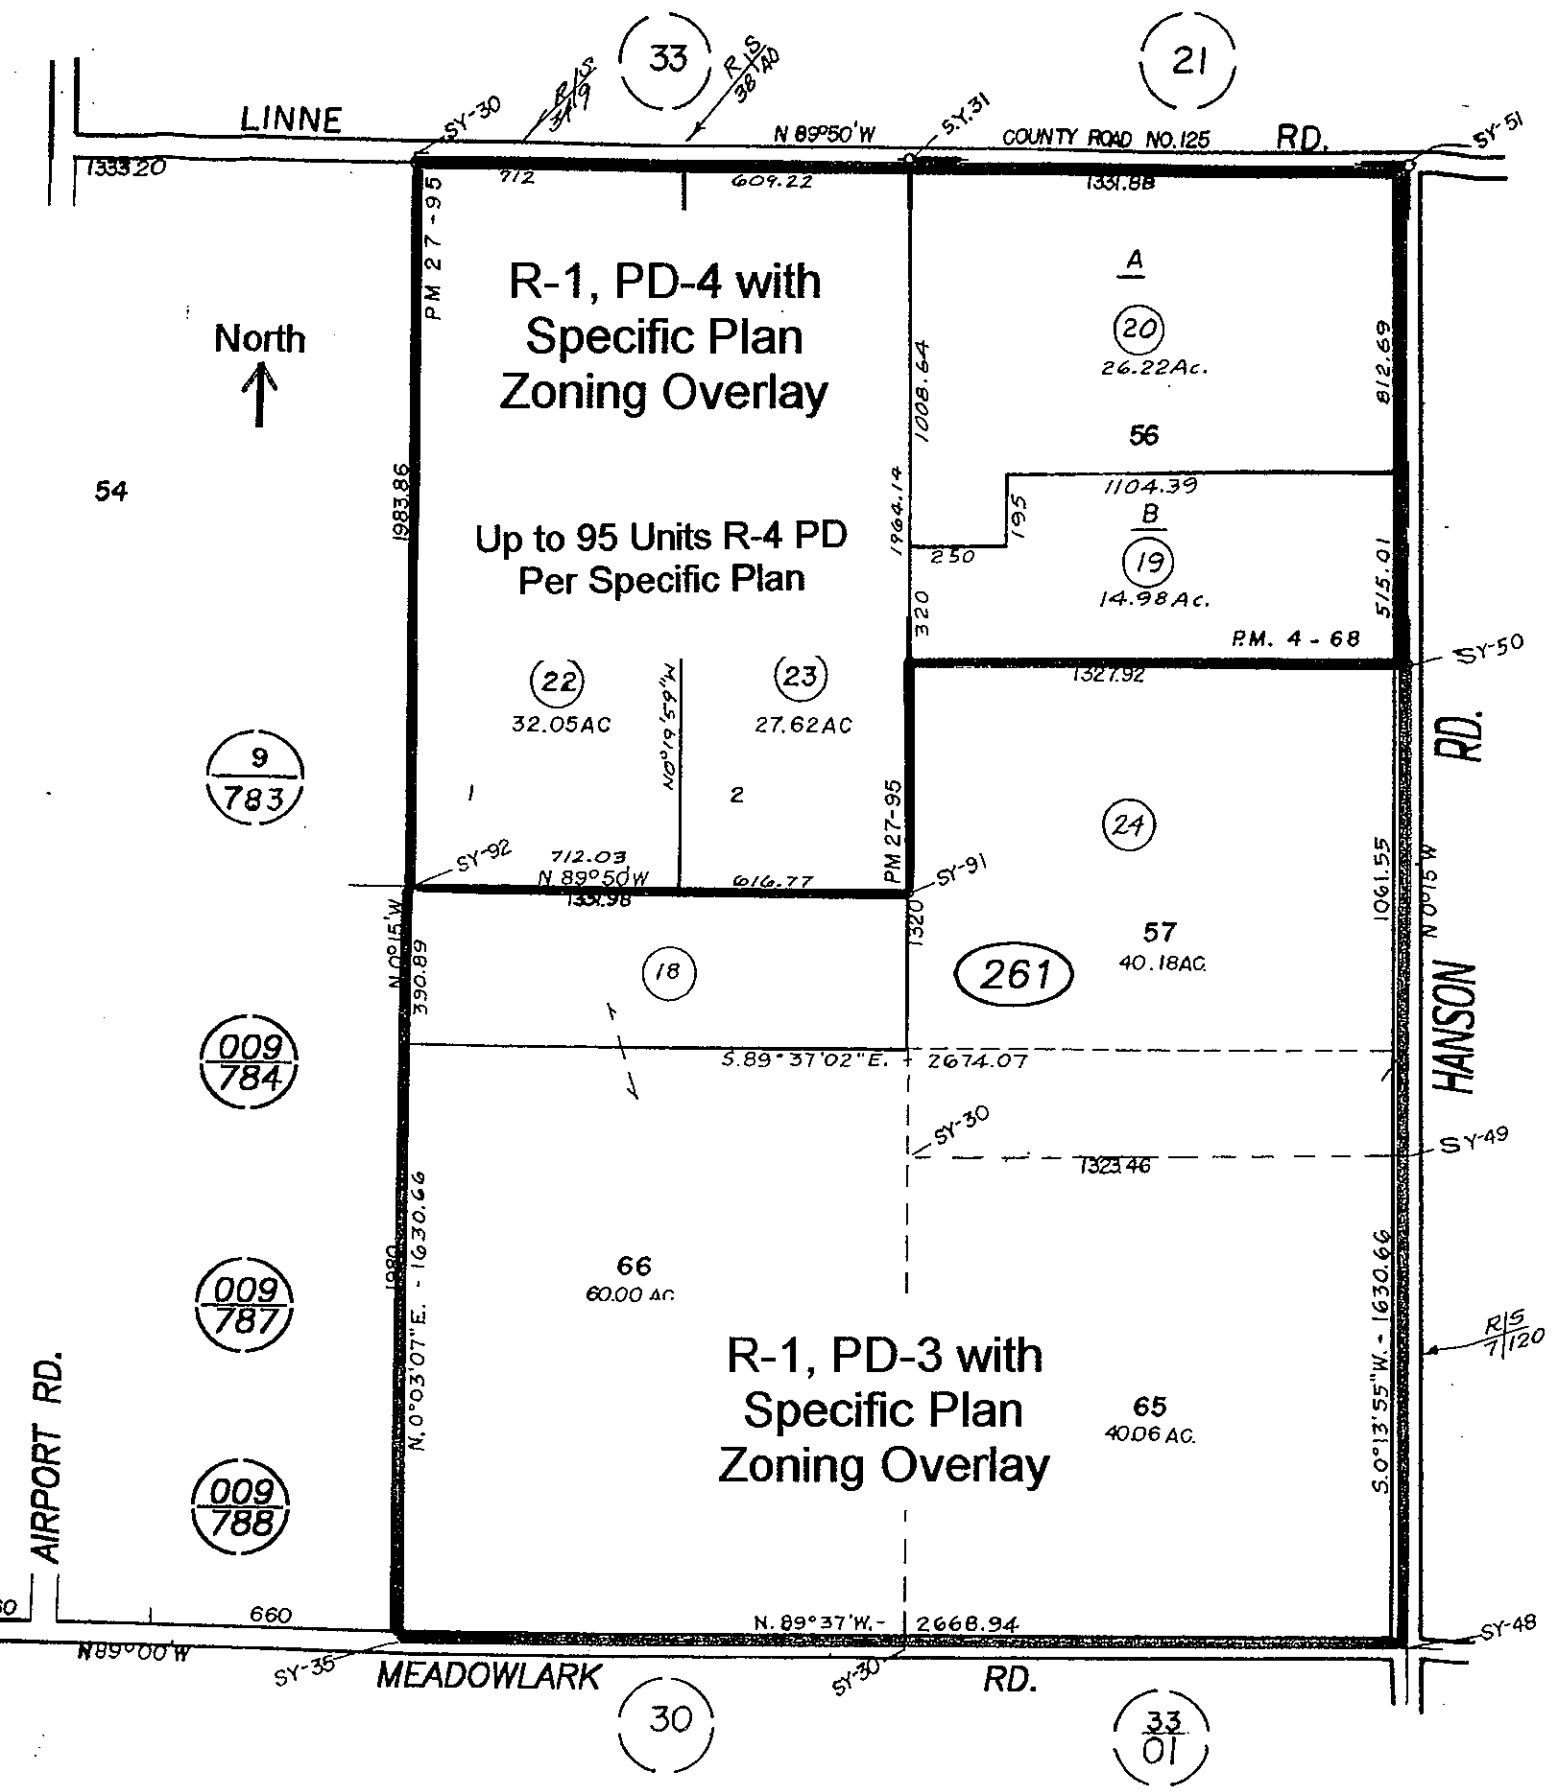 33
21
R/S
34/9
R/S
38/40
SY-30
S.Y.31
SY-51
LINNE
N 89°50'W
COUNTY ROAD NO.125
RD.
1333.20
712
609.22
1331.88
PM 27-95
R-1, PD-4 with
Specific Plan
Zoning Overlay
A
20
26.22Ac.
812.69
North
1008.64
56
54
1983.86
1964.14
1104.39
195
B
19
14.98 Ac.
250
515.01
Up to 95 Units R-4 PD
Per Specific Plan
320
P.M. 4-68
SY-50
1327.92
22
32.05AC
N0°19'59"W
23
27.62AC
RD.
9
783
1
2
PM 27-95
24
SY-92
712.03
N 89°50W
616.77
SY-91
1331.98
1061.55
N 0°15'W
N 0°15'W
390.89
1320
57
40.18AC.
18
261
HANSON
009
784
S.89°37'02"E. - 2674.07
SY-30
SY-49
1323.46
N.0°03'07"E. - 1630.66
1980
66
60.00 AC.
009
787
R-1, PD-3 with
Specific Plan
Zoning Overlay
65
40.06 AC.
S.0°13'55"W. - 1630.66
R/S
7/120
AIRPORT RD.
009
788
660
N.89°37'W. - 2668.94
N89°00'W
SY-35
MEADOWLARK
SY-30
RD.
SY-48
30
33
01